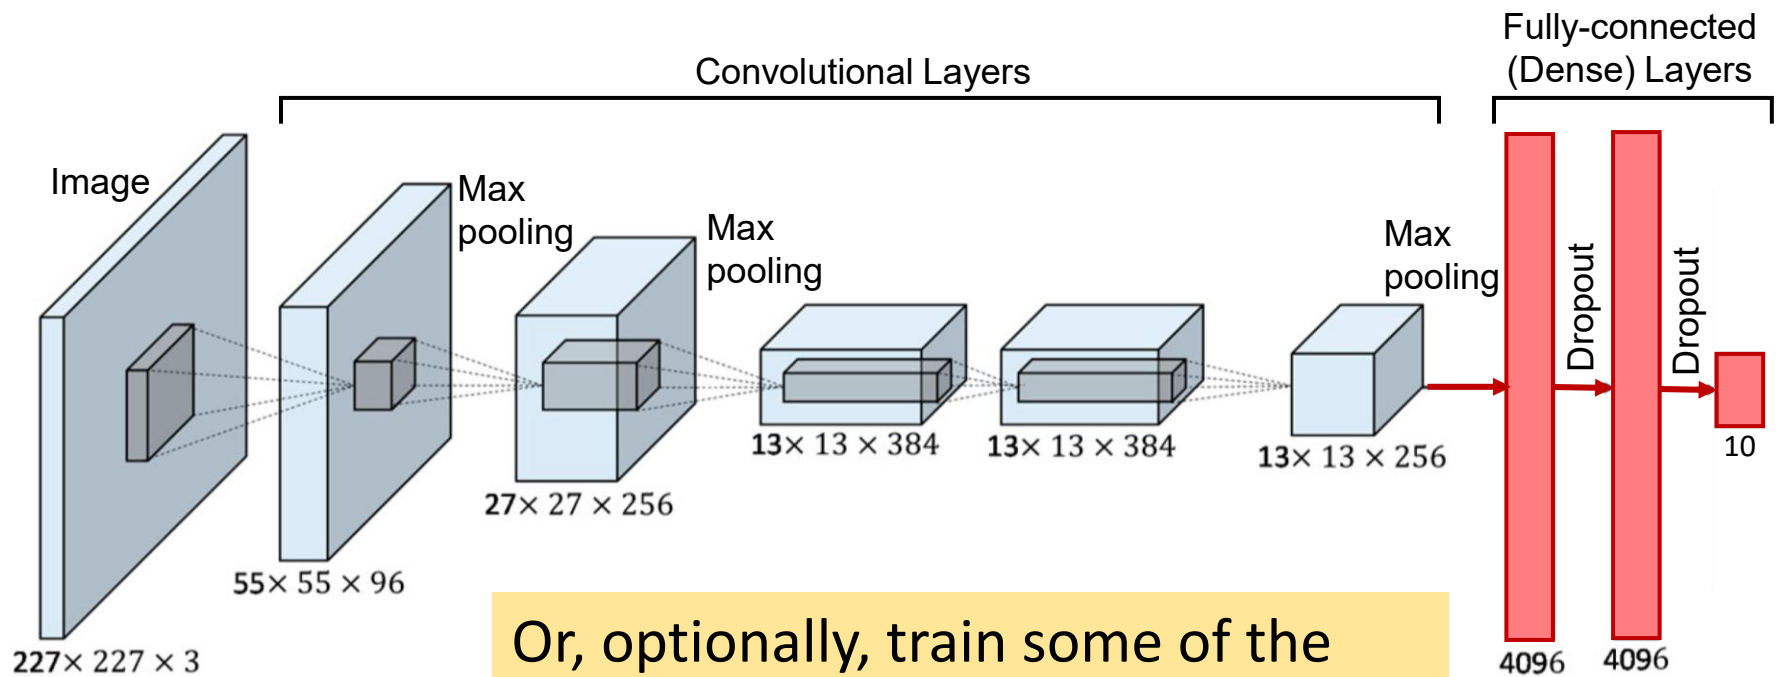 Fully-connected
(Dense) Layers
Convolutional Layers
Image
Max
pooling
Max
pooling
Max
pooling
Dropout
Dropout
227× 227 × 3
55× 55 × 96
27× 27 × 256
13× 13 × 384
13× 13 × 384
13× 13 × 256
4096
4096
10
Or, optionally, train some of the